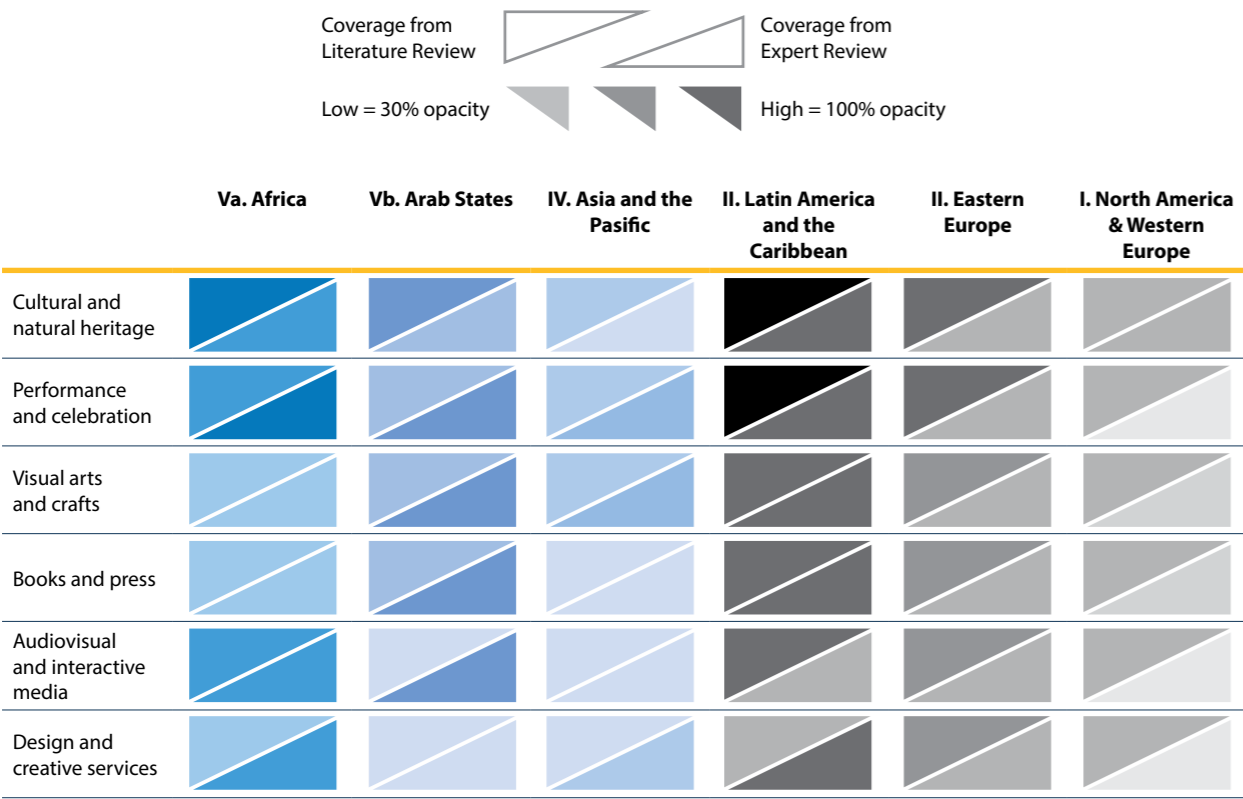 Coverage from
Literature Review
Coverage from
Expert Review
Low = 30% opacity
High = 100% opacity
Va. Africa
Vb. Arab States
IV. Asia and the
Pasific
II. Latin America
and the
Caribbean
II. Eastern
Europe
I. North America
& Western
Europe
Cultural and
natural heritage
Performance
and celebration
Visual arts
and crafts
Books and press
Audiovisual
and interactive
media
Design and
creative services